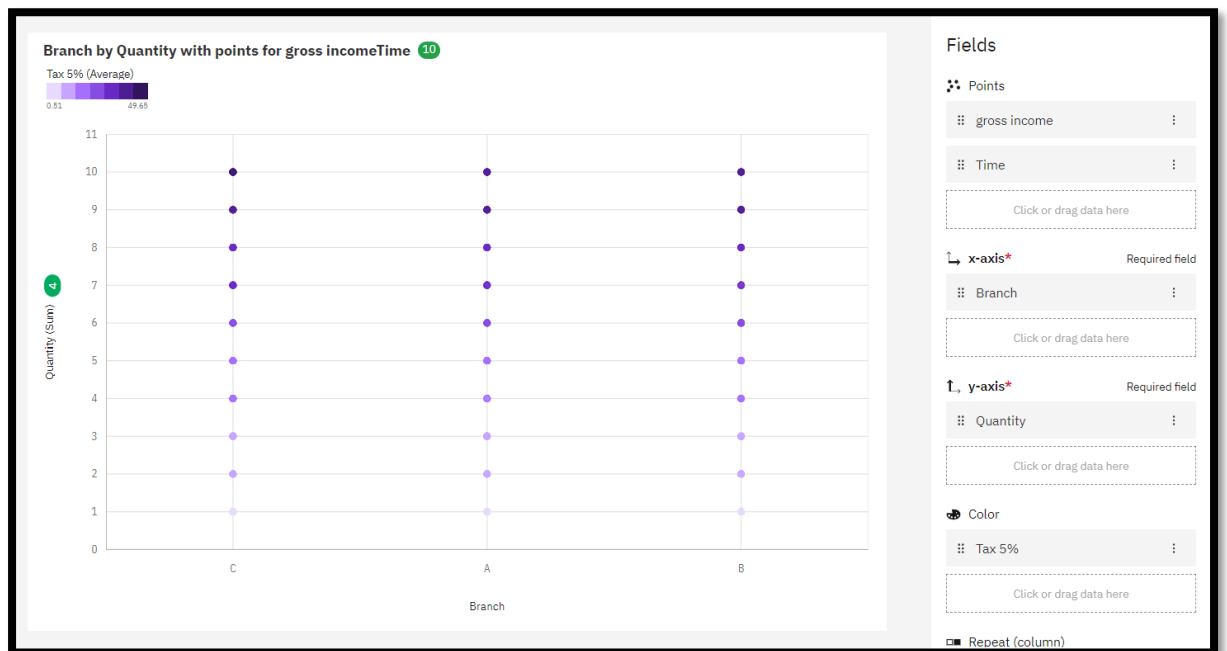 Branch by Quantity with points for gross incomeTime 10
Tax 5% (Average)
0.51 49.65
11
10
9
8
7
6
5
4
3
2
1
0
Quantity (Sum) 4
C A B
Branch
Fields
Points
gross income
Time
Click or drag data here
x-axis* Required field
Branch
Click or drag data here
y-axis* Required field
Quantity
Click or drag data here
Color
Tax 5%
Click or drag data here
Repeat (column)